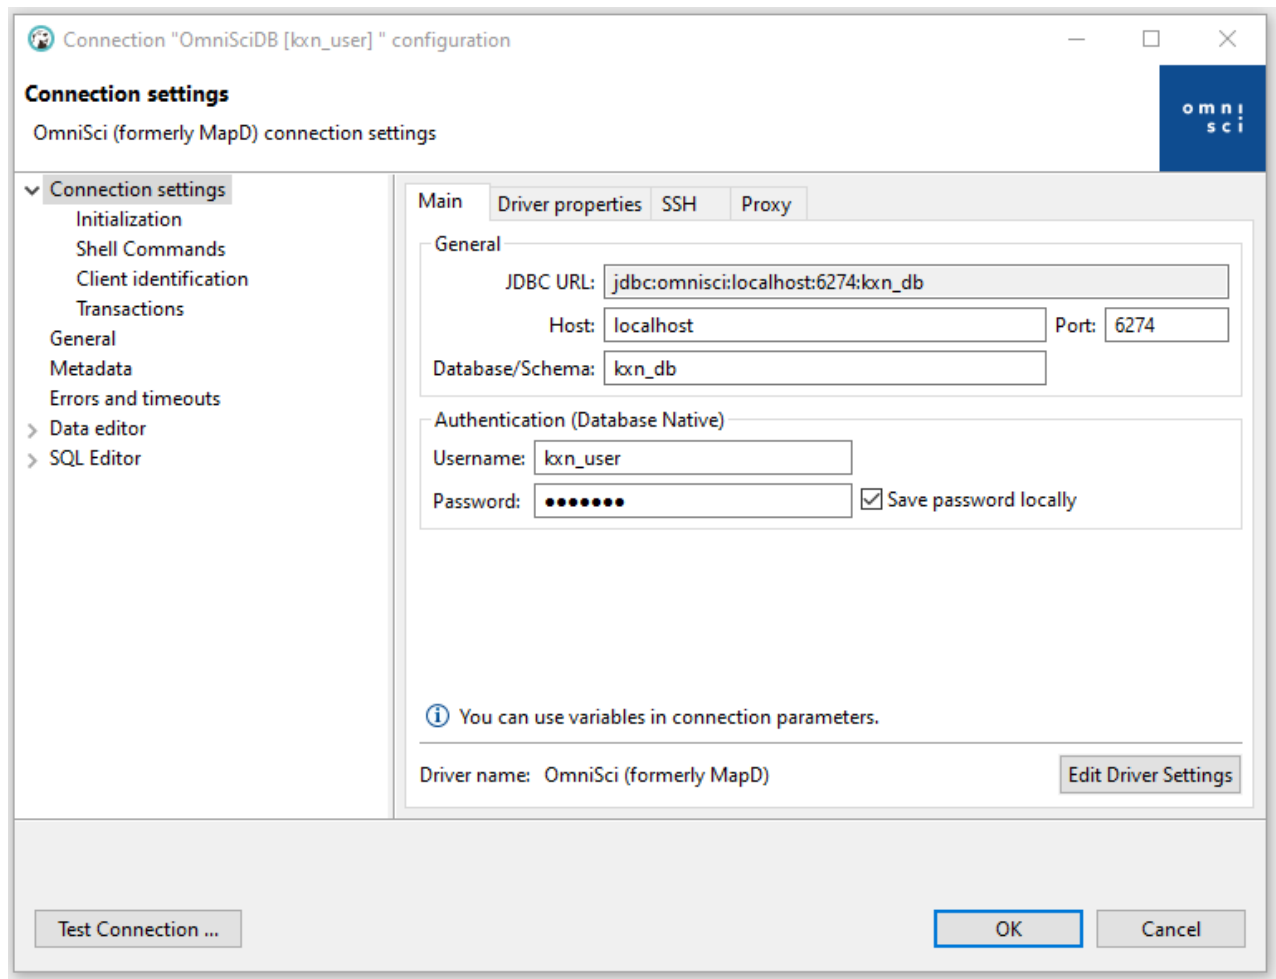 Connection "OmniSciDB [kxn_user] " configuration
Connection settings
OmniSci (formerly MapD) connection settings
omni
sci
Connection settings
Initialization
Shell Commands
Client identification
Transactions
General
Metadata
Errors and timeouts
Data editor
SQL Editor
Main Driver properties SSH Proxy
General
JDBC URL: jdbc:omnisci:localhost:6274:kxn_db
Host: localhost Port: 6274
Database/Schema: kxn_db
Authentication (Database Native)
Username: kxn_user
Password: ●●●●●●● Save password locally
You can use variables in connection parameters.
Driver name: OmniSci (formerly MapD) Edit Driver Settings
Test Connection ... OK Cancel